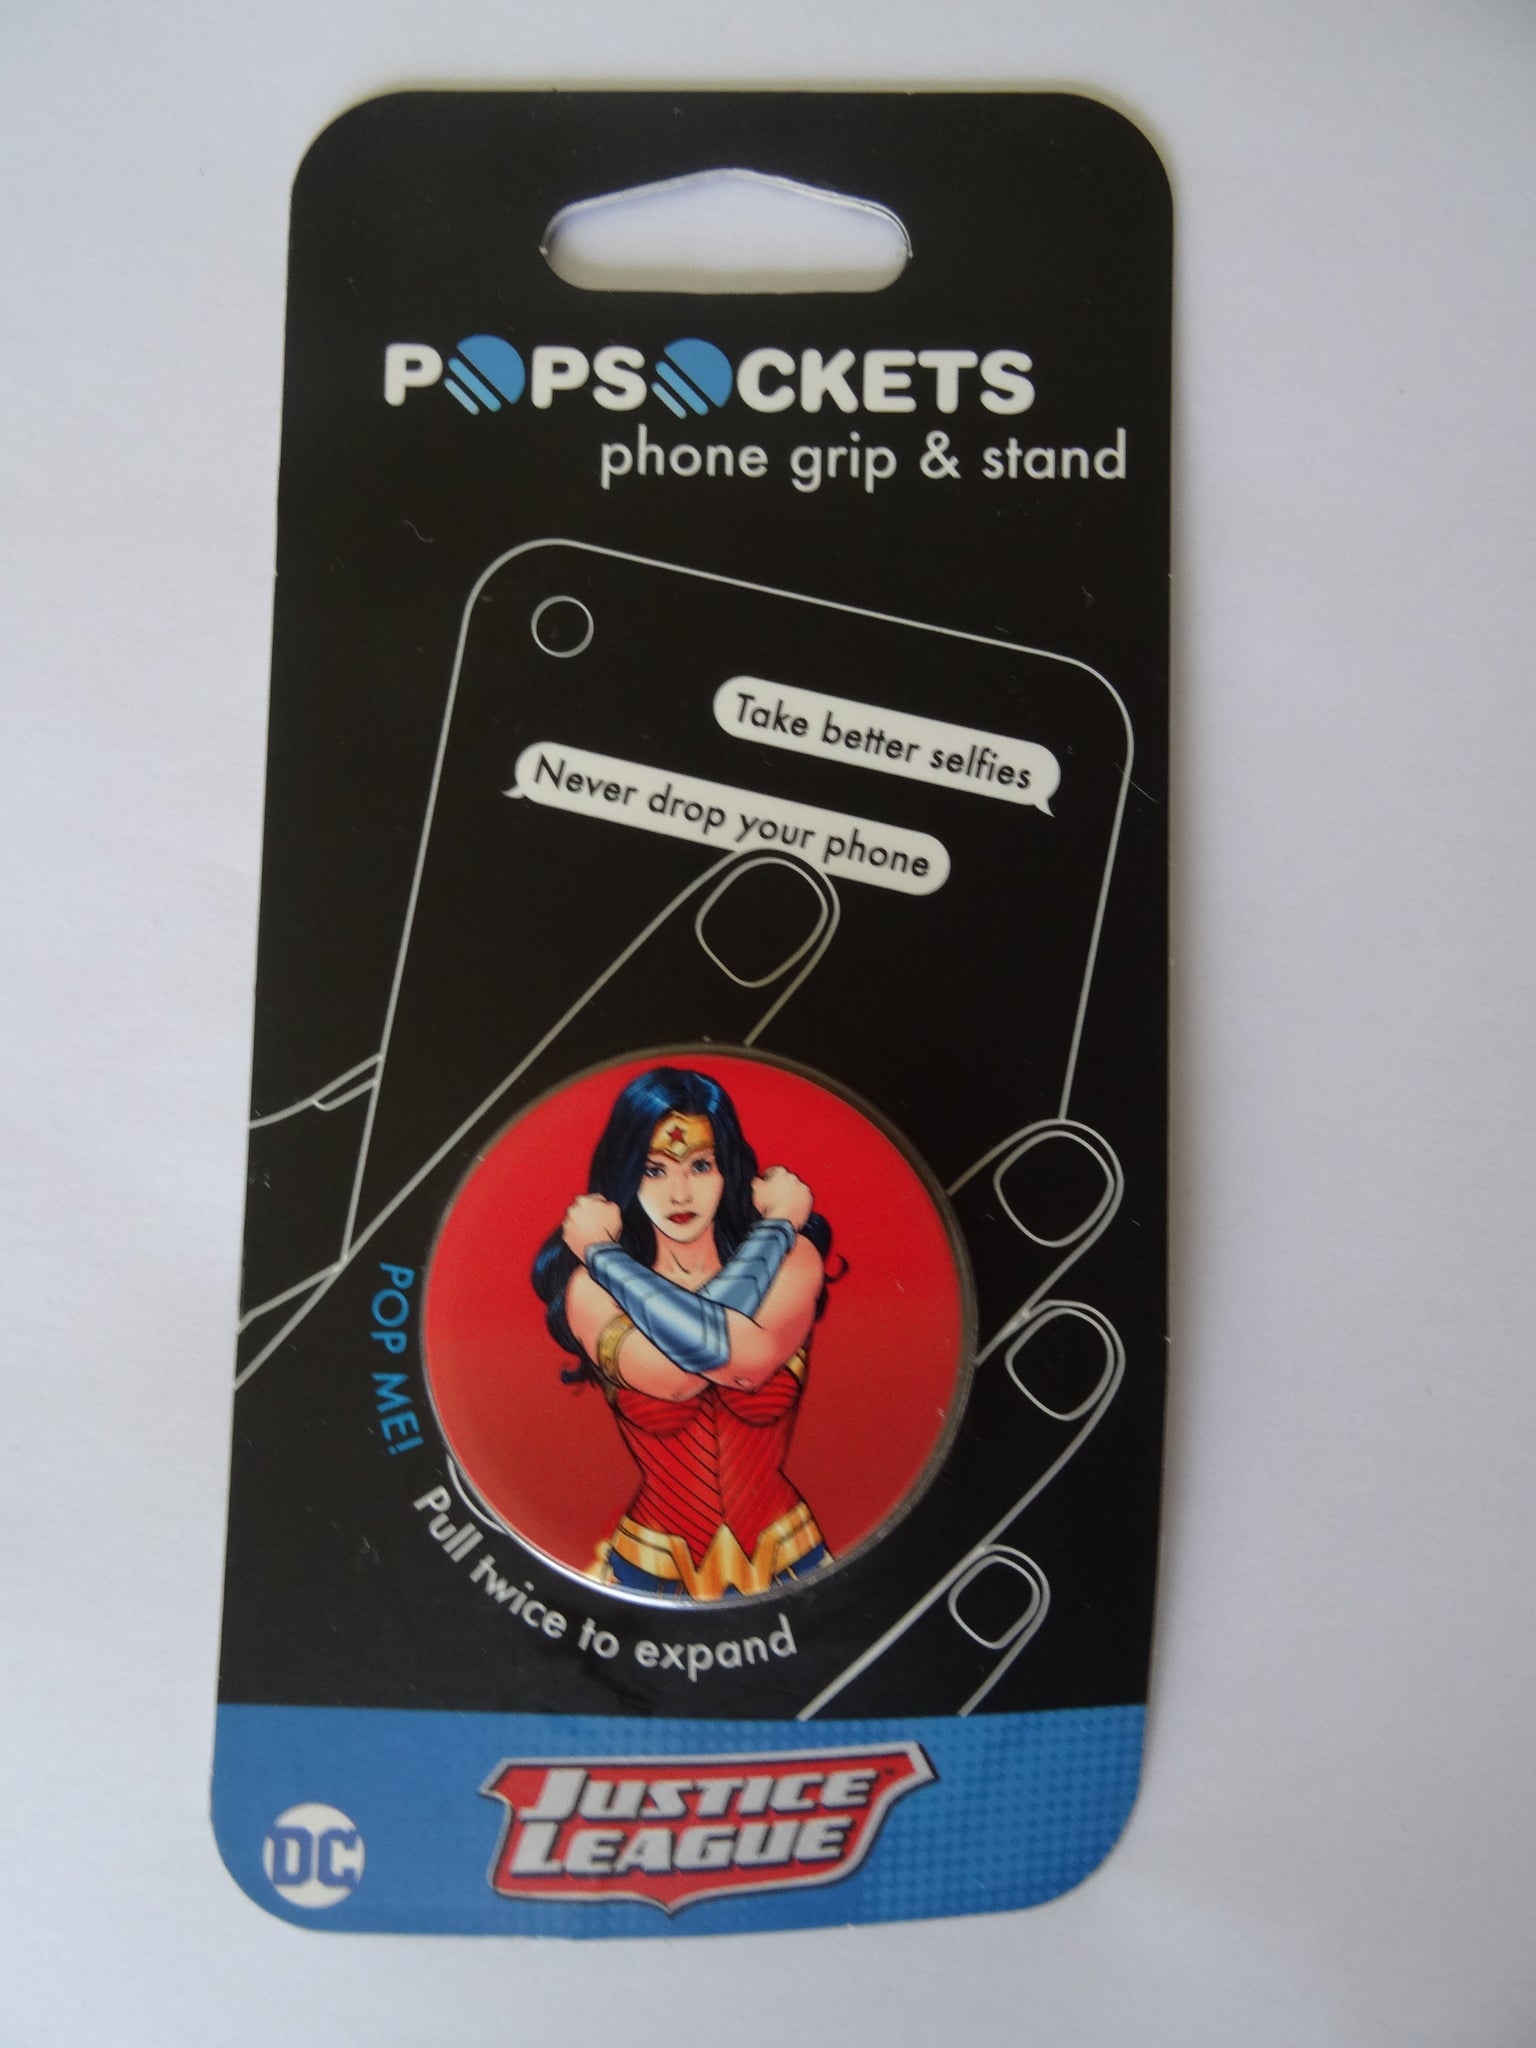 POPSOCKETS
phone grip & stand
Take better selfies
Never drop your phone
POP ME! Pull twice to expand
DC
JUSTICE
LEAGUE™